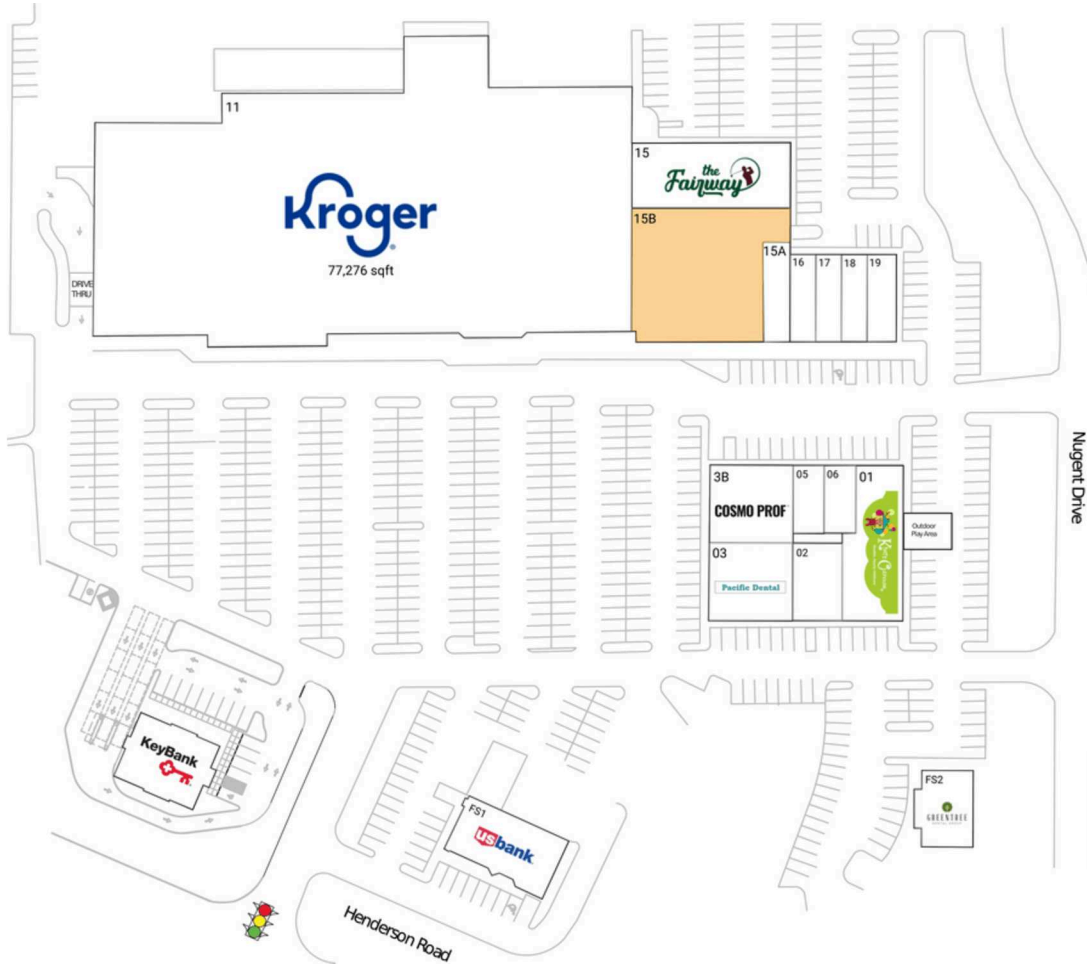 11
Kroger
77,276 sqft
DRIVE
THRU
15
the
Fairway
15B
15A
16
17
18
19
3B
COSMO PROF
05
06
01
03
Pacific Dental
02
Outdoor
Play Area
Nugent Drive
KeyBank
FS1
usbank
FS2
GREENTREE
Henderson Road